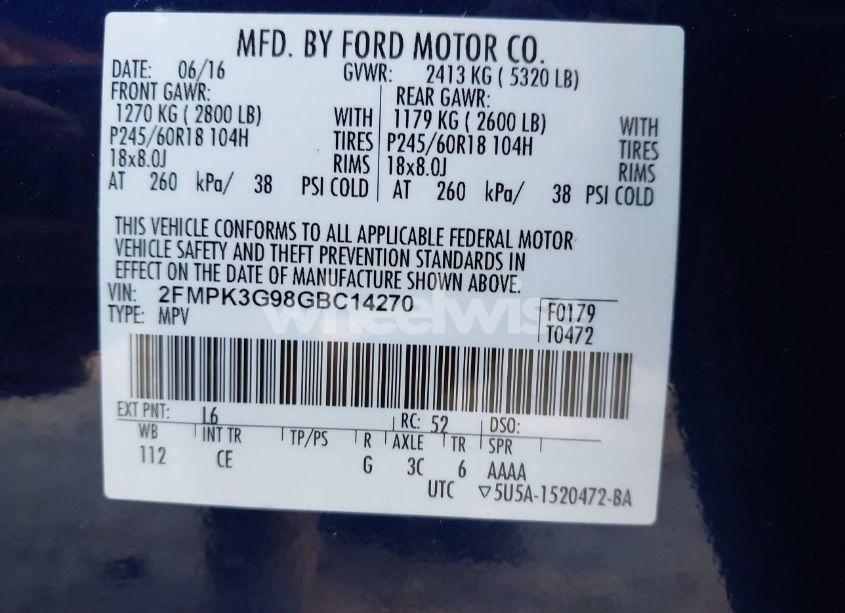 MFD. BY FORD MOTOR CO.
DATE: 06/16 GVWR: 2413 KG ( 5320 LB)
FRONT GAWR: REAR GAWR:
1270 KG ( 2800 LB) WITH 1179 KG ( 2600 LB) WITH
P245/60R18 104H TIRES P245/60R18 104H TIRES
18x8.0J RIMS 18x8.0J RIMS
AT 260 kPa/ 38 PSI COLD AT 260 kPa/ 38 PSI COLD
THIS VEHICLE CONFORMS TO ALL APPLICABLE FEDERAL MOTOR
VEHICLE SAFETY AND THEFT PREVENTION STANDARDS IN
EFFECT ON THE DATE OF MANUFACTURE SHOWN ABOVE.
VIN: 2FMPK3G98GBC14270 F0179
TYPE: MPV T0472
wheelwis
EXT PNT: L6 RC: 52 DSO:
WB INT TR TP/PS R AXLE TR SPR
112 CE G 3C 6 AAAA
UTC ▽5U5A-1520472-BA